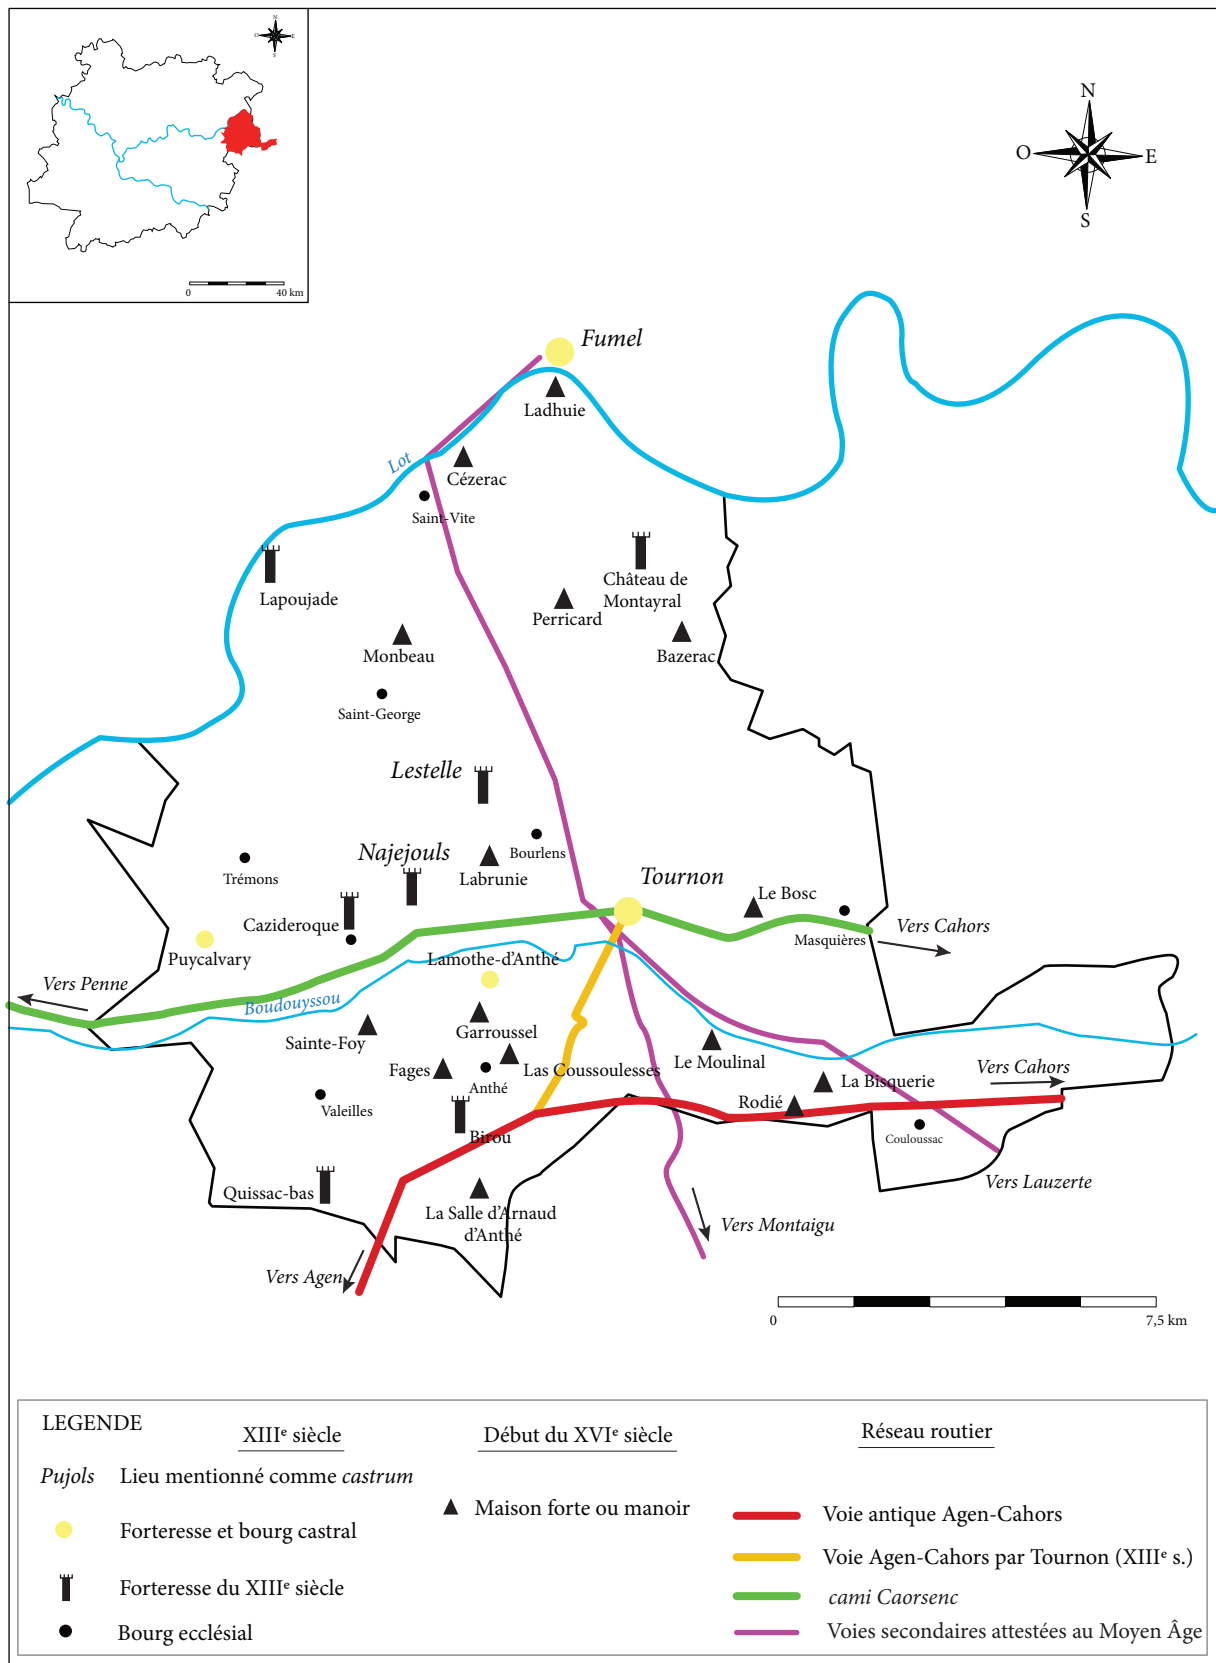 N
O
E
S
0
40 km
N
O
E
S
Fumel
Ladhuie
Lot
Cézerac
Saint-Vite
Château de
Montayral
Lapoujade
Perricard
Monbeau
Bazerac
Saint-George
Lestelle
Najejouls
Bourlens
Labrunie
Trémons
Tournon
Le Bosc
Cazideroque
Masquières
Vers Cahors
Puycalvary
Lamothe-d'Anthé
Vers Penne
Boudouyssou
Garroussel
Sainte-Foy
Le Moulinal
Fages
Anthé
Las Coussoulesses
Vers Cahors
La Bisquerie
Valeilles
Rodié
Birou
Couloussac
Quissac-bas
Vers Lauzerte
La Salle d'Arnaud
d'Anthé
Vers Montaigu
Vers Agen
0
7,5 km
LEGENDE
XIIIe siècle
Début du XVIe siècle
Réseau routier
Pujols Lieu mentionné comme castrum
Maison forte ou manoir
Voie antique Agen-Cahors
Forteresse et bourg castral
Voie Agen-Cahors par Tournon (XIIIe s.)
Forteresse du XIIIe siècle
cami Caorsenc
Bourg ecclésial
Voies secondaires attestées au Moyen Âge